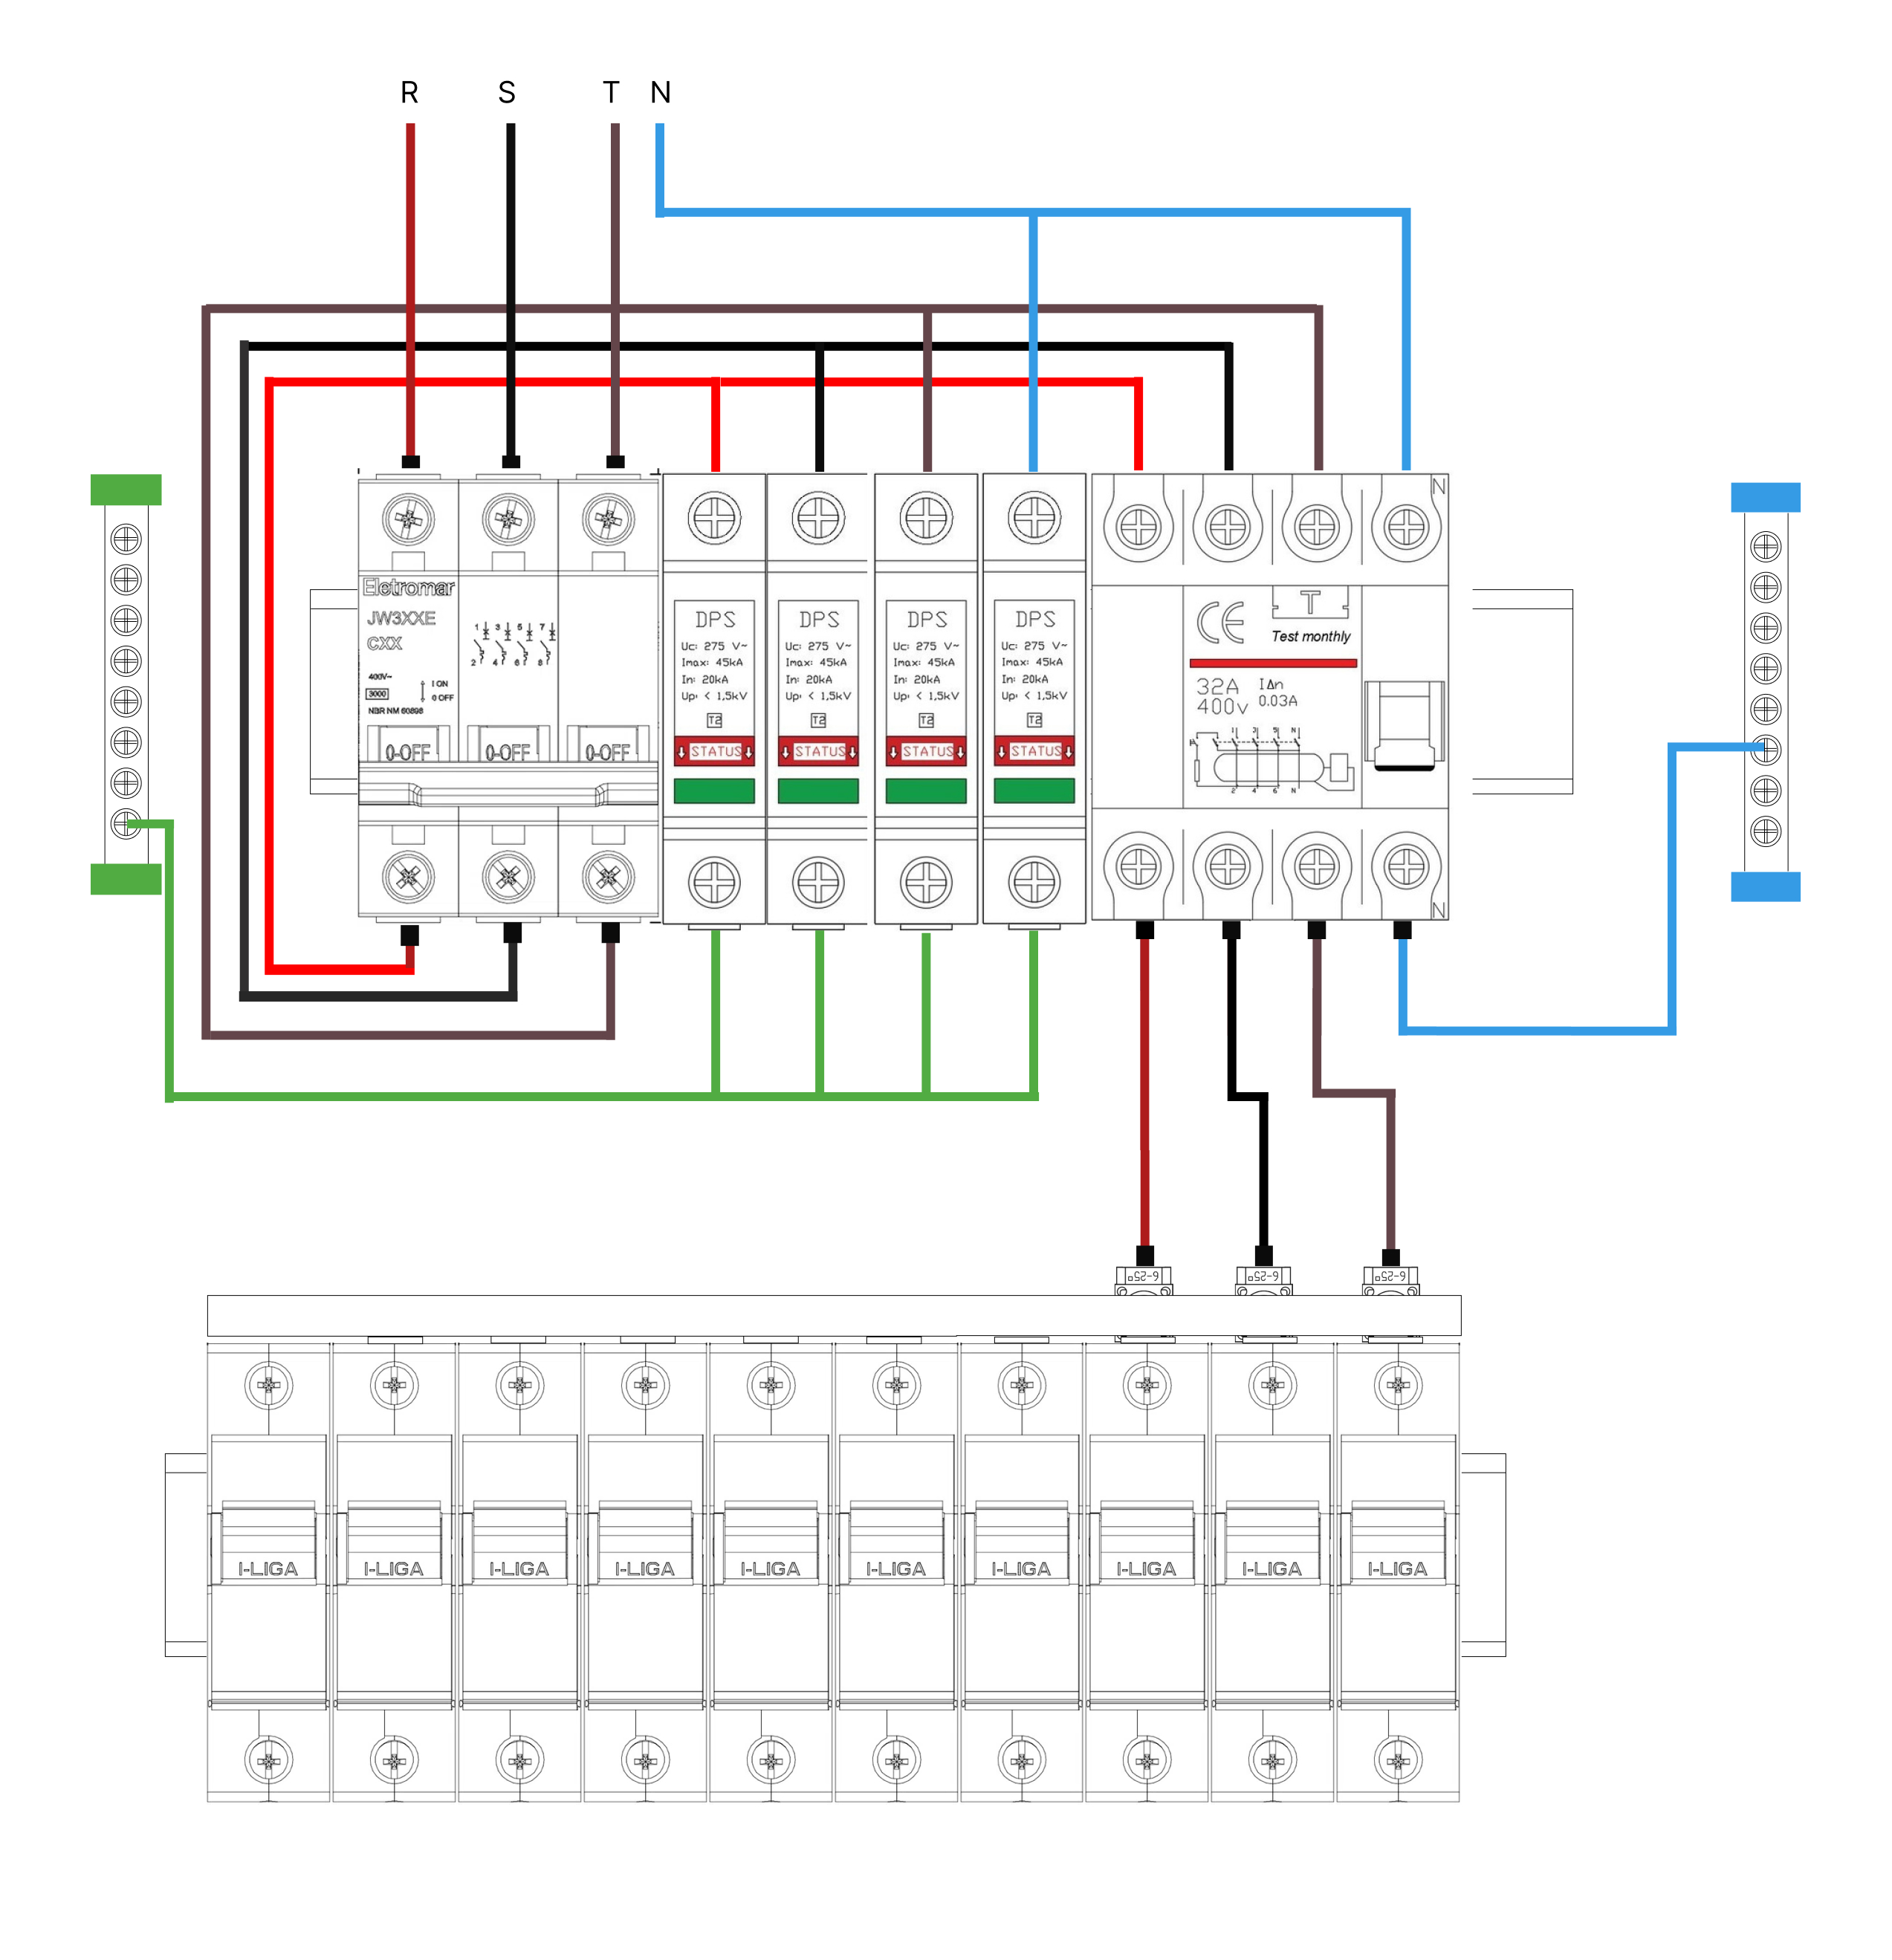 R S T N
Eletromar
JW3XXE
CXX
400V~
3000
I ON
0 OFF
NBR NM 60898
1 3 5 7
2 4 6 8
0-OFF 0-OFF 0-OFF
DPS
Uc: 275 V~
Imax: 45kA
In: 20kA
Up: < 1,5kV
T2
STATUS
DPS
Uc: 275 V~
Imax: 45kA
In: 20kA
Up: < 1,5kV
T2
STATUS
DPS
Uc: 275 V~
Imax: 45kA
In: 20kA
Up: < 1,5kV
T2
STATUS
DPS
Uc: 275 V~
Imax: 45kA
In: 20kA
Up: < 1,5kV
T2
STATUS
N
CE
T
Test monthly
32A
400v
IΔn
0.03A
1 3 5 N
2 4 6 N
N
6-25² 6-25² 6-25²
I-LIGA I-LIGA I-LIGA I-LIGA I-LIGA I-LIGA I-LIGA I-LIGA I-LIGA I-LIGA